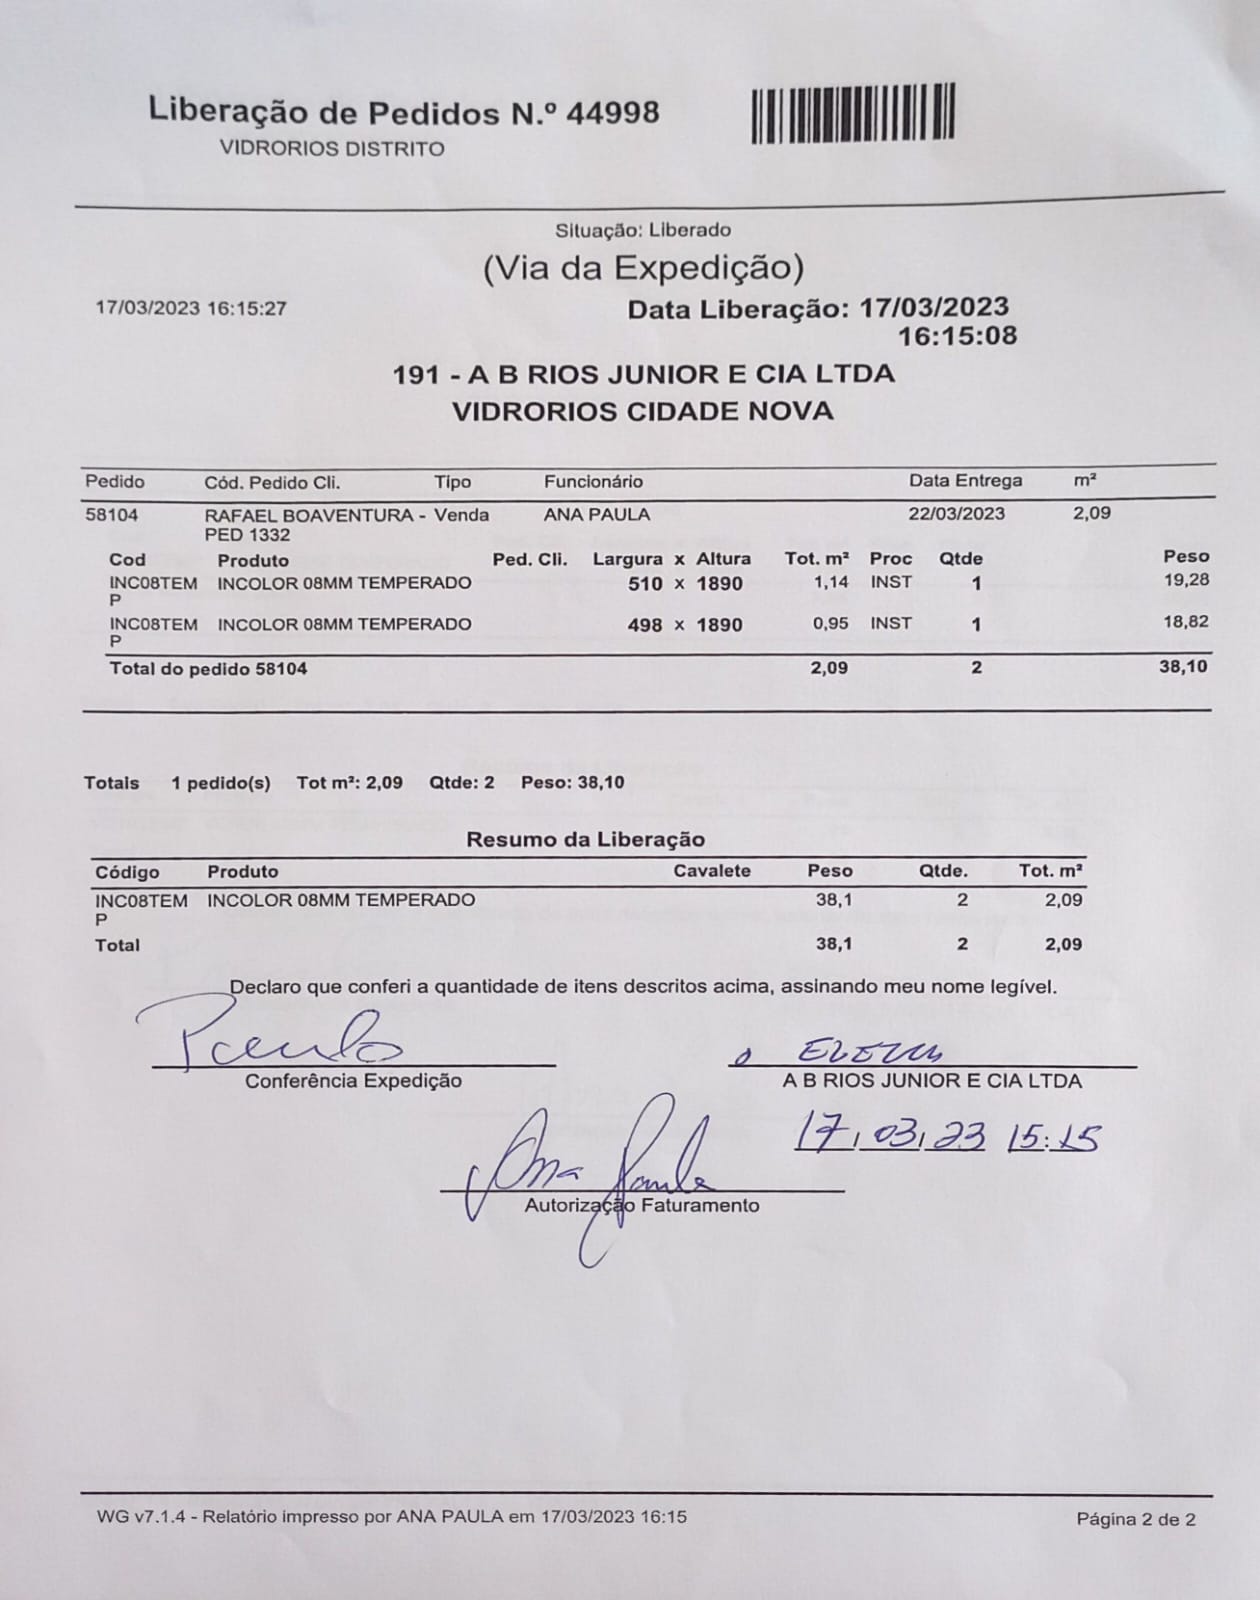 Liberação de Pedidos N.º 44998
VIDRORIOS DISTRITO
Situação: Liberado
(Via da Expedição)
17/03/2023 16:15:27 Data Liberação: 17/03/2023
16:15:08
191 - A B RIOS JUNIOR E CIA LTDA
VIDRORIOS CIDADE NOVA
Pedido Cód. Pedido Cli. Tipo Funcionário Data Entrega m²
58104 RAFAEL BOAVENTURA - Venda ANA PAULA 22/03/2023 2,09
PED 1332
Cod Produto Ped. Cli. Largura x Altura Tot. m² Proc Qtde Peso
INC08TEM INCOLOR 08MM TEMPERADO 510 x 1890 1,14 INST 1 19,28
P
INC08TEM INCOLOR 08MM TEMPERADO 498 x 1890 0,95 INST 1 18,82
P
Total do pedido 58104 2,09 2 38,10
Totais 1 pedido(s) Tot m²: 2,09 Qtde: 2 Peso: 38,10
Resumo da Liberação
Código Produto Cavalete Peso Qtde. Tot. m²
INC08TEM INCOLOR 08MM TEMPERADO 38,1 2 2,09
P
Total 38,1 2 2,09
Declaro que conferi a quantidade de itens descritos acima, assinando meu nome legível.
Paulo
Conferência Expedição A B RIOS JUNIOR E CIA LTDA
17,03,23 15:15
Ana Paula
Autorização Faturamento
WG v7.1.4 - Relatório impresso por ANA PAULA em 17/03/2023 16:15 Página 2 de 2